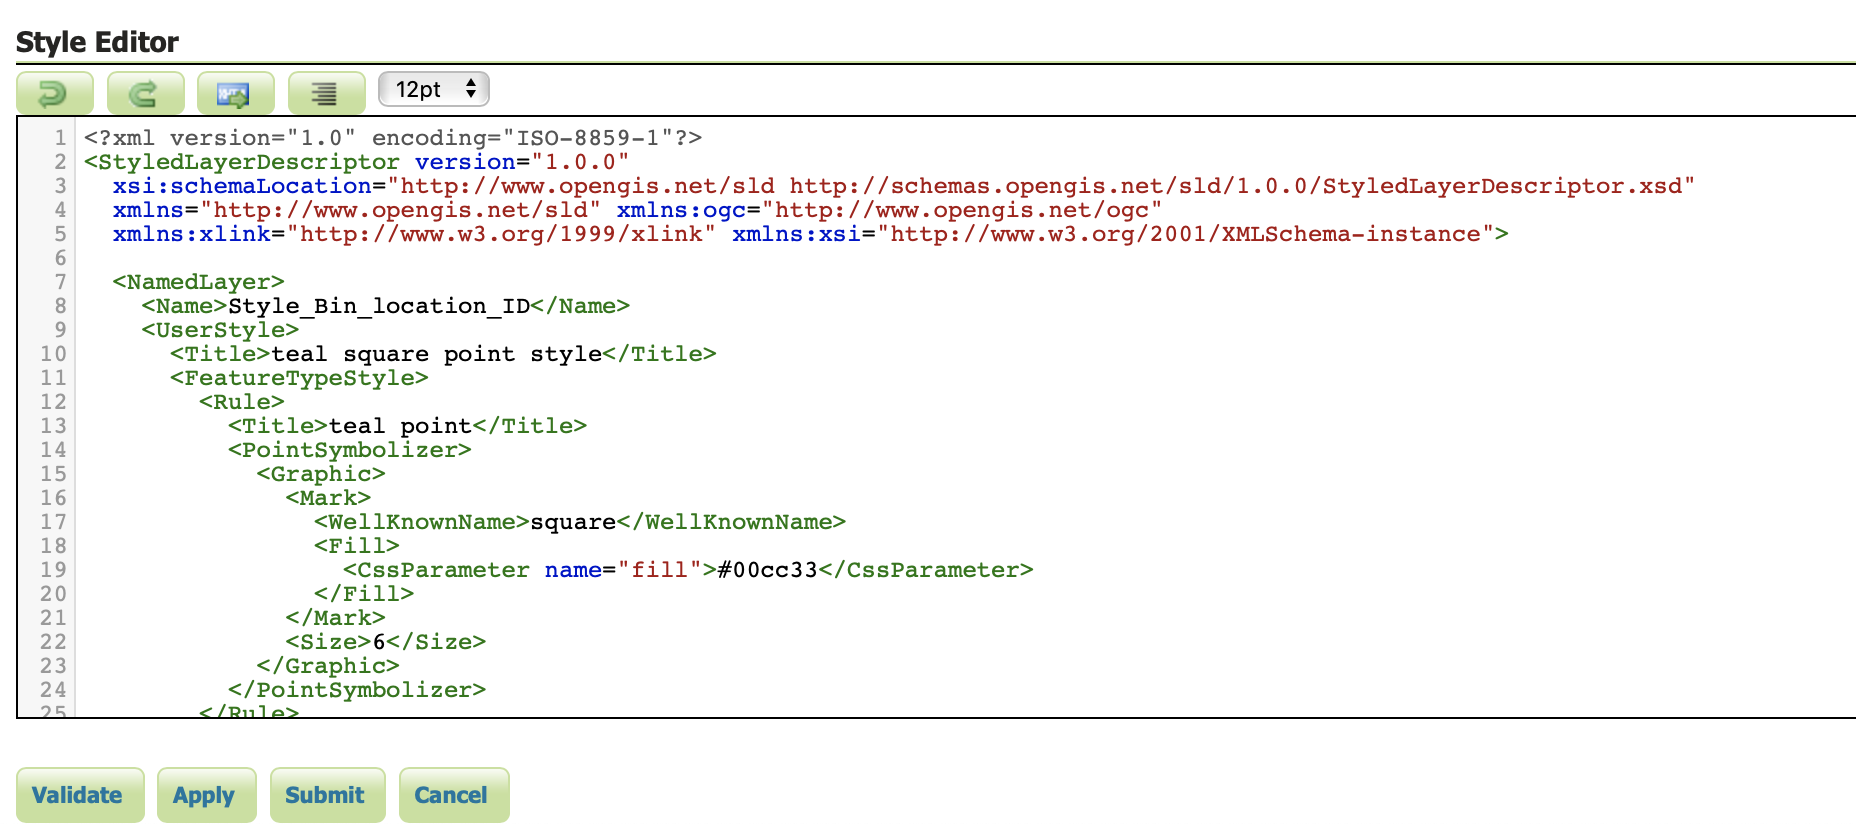 Style Editor
12pt
1 <?xml version="1.0" encoding="ISO-8859-1"?>
2 <StyledLayerDescriptor version="1.0.0"
3   xsi:schemaLocation="http://www.opengis.net/sld http://schemas.opengis.net/sld/1.0.0/StyledLayerDescriptor.xsd"
4   xmlns="http://www.opengis.net/sld" xmlns:ogc="http://www.opengis.net/ogc"
5   xmlns:xlink="http://www.w3.org/1999/xlink" xmlns:xsi="http://www.w3.org/2001/XMLSchema-instance">
6
7   <NamedLayer>
8     <Name>Style_Bin_location_ID</Name>
9     <UserStyle>
10       <Title>teal square point style</Title>
11       <FeatureTypeStyle>
12         <Rule>
13           <Title>teal point</Title>
14           <PointSymbolizer>
15             <Graphic>
16               <Mark>
17                 <WellKnownName>square</WellKnownName>
18                 <Fill>
19                   <CssParameter name="fill">#00cc33</CssParameter>
20                 </Fill>
21               </Mark>
22               <Size>6</Size>
23             </Graphic>
24           </PointSymbolizer>
25         </Rule>
Validate Apply Submit Cancel